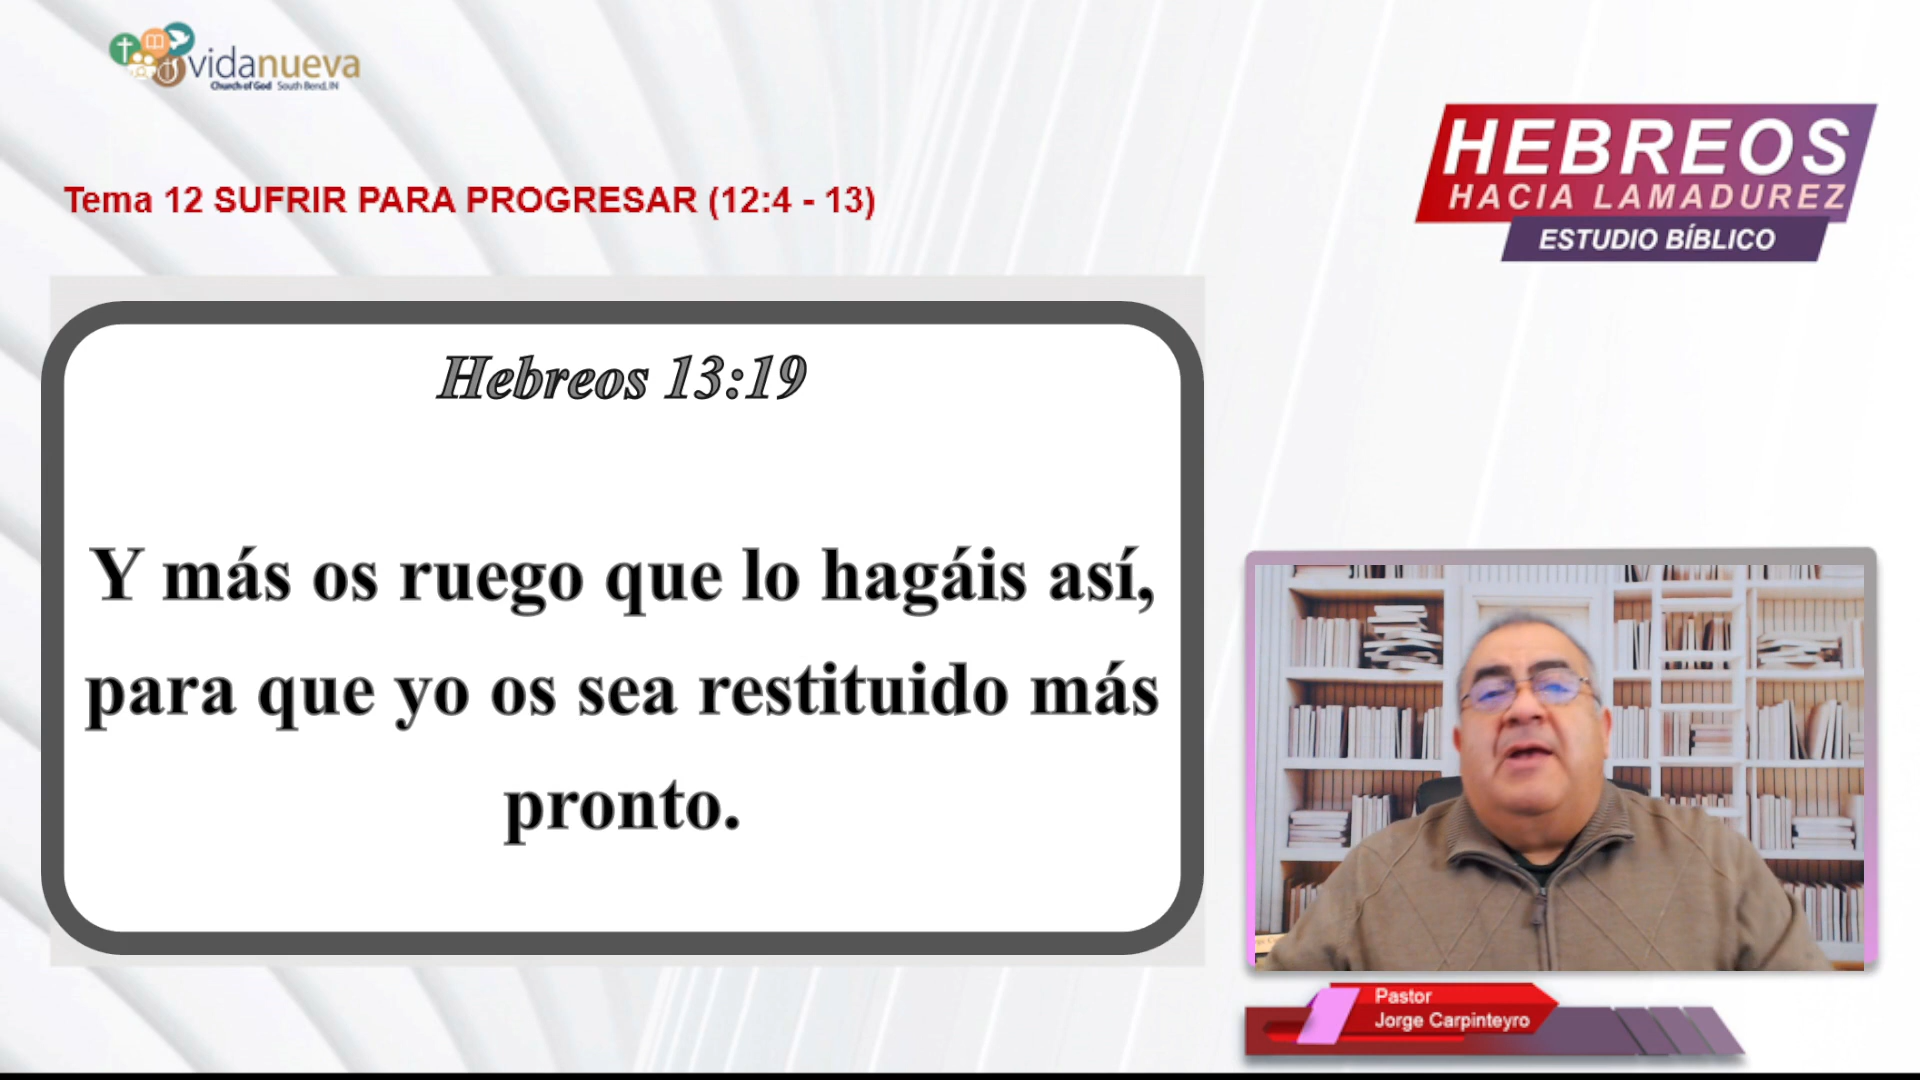 vidanueva
Church of God South Bend, IN
HEBREOS
HACIA LAMADUREZ
ESTUDIO BÍBLICO
Tema 12 SUFRIR PARA PROGRESAR (12:4 - 13)
Hebreos 13:19
Y más os ruego que lo hagáis así,
para que yo os sea restituido más
pronto.
Pastor
Jorge Carpinteyro